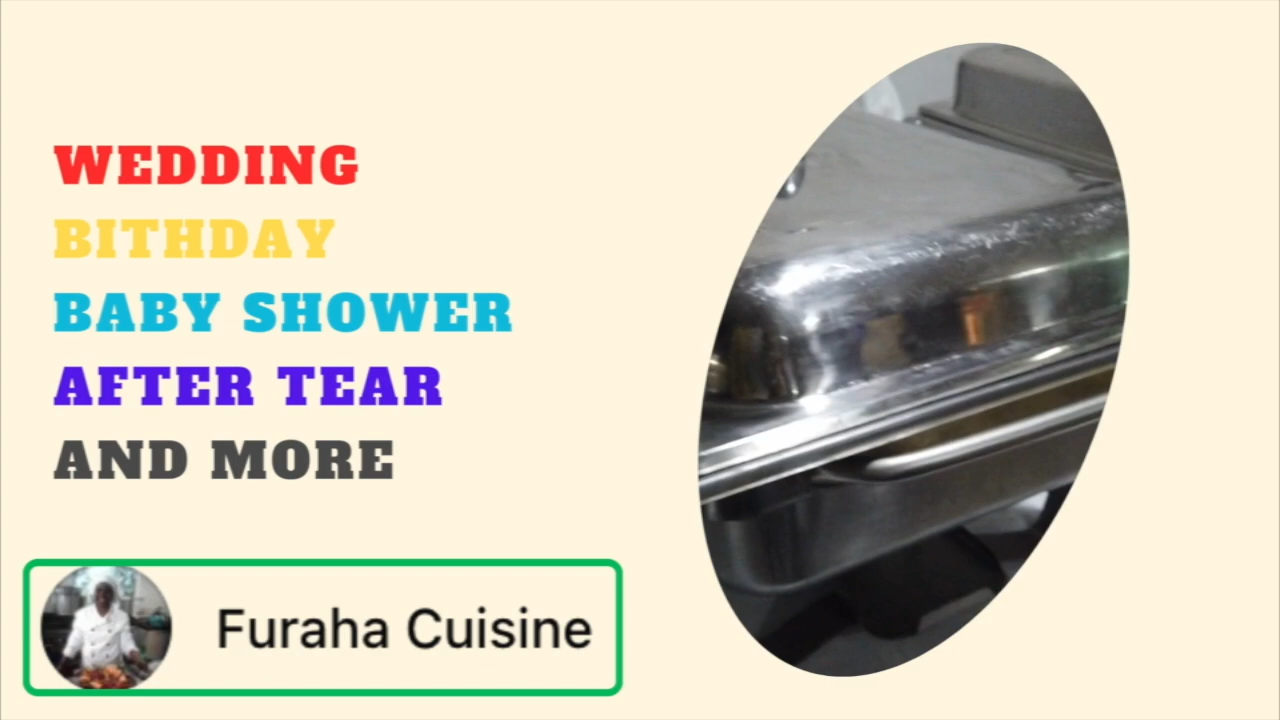 WEDDING
BITHDAY
BABY SHOWER
AFTER TEAR
AND MORE
Furaha Cuisine